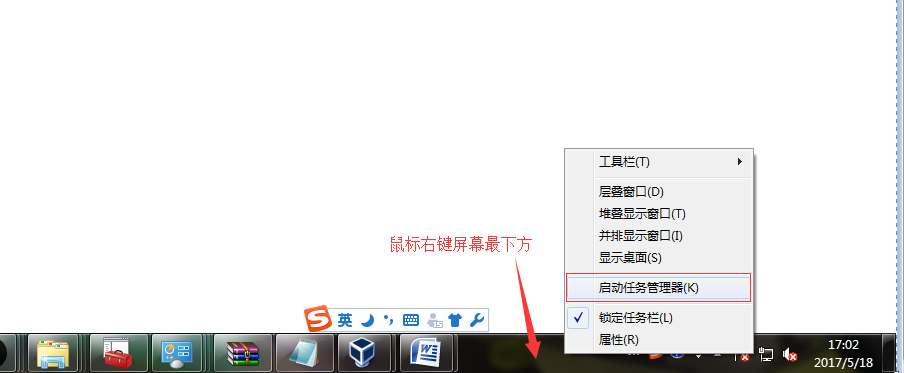 工具栏(T)
层叠窗口(D)
堆叠显示窗口(T)
并排显示窗口(I)
显示桌面(S)
鼠标右键屏幕最下方
启动任务管理器(K)
锁定任务栏(L)
属性(R)
英
17:02
2017/5/18